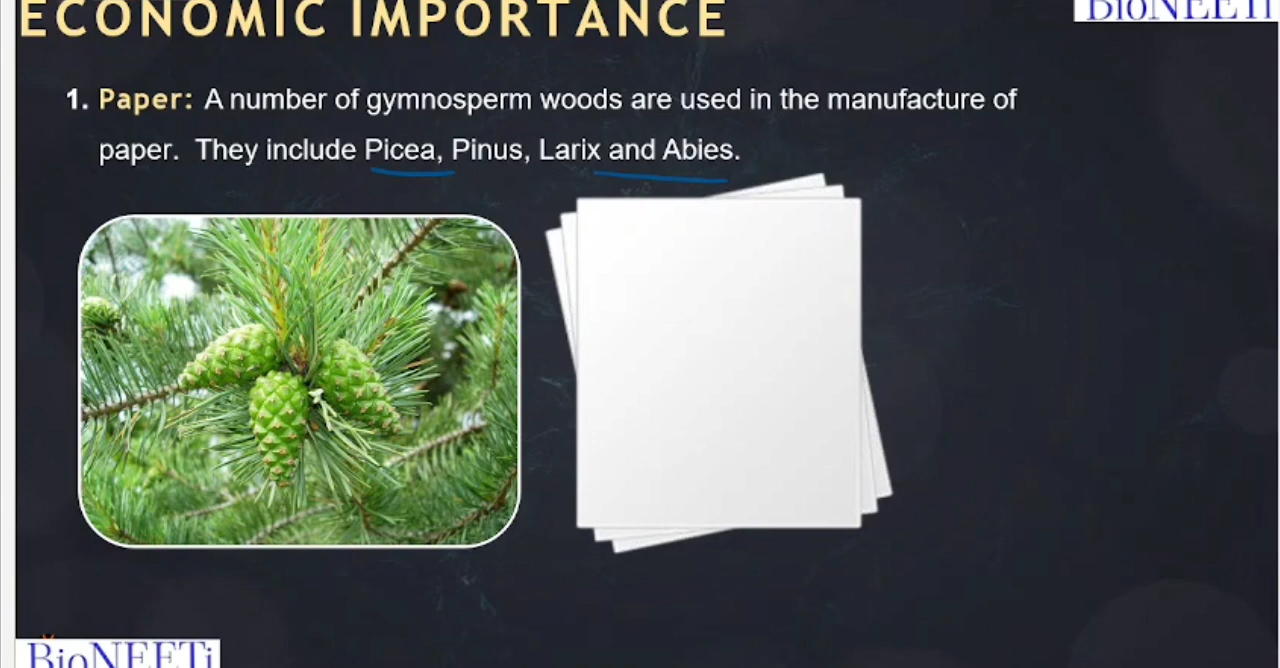 ECONOMIC IMPORTANCE
BioNEETi
1. Paper: A number of gymnosperm woods are used in the manufacture of
paper. They include Picea, Pinus, Larix and Abies.
BioNEETi